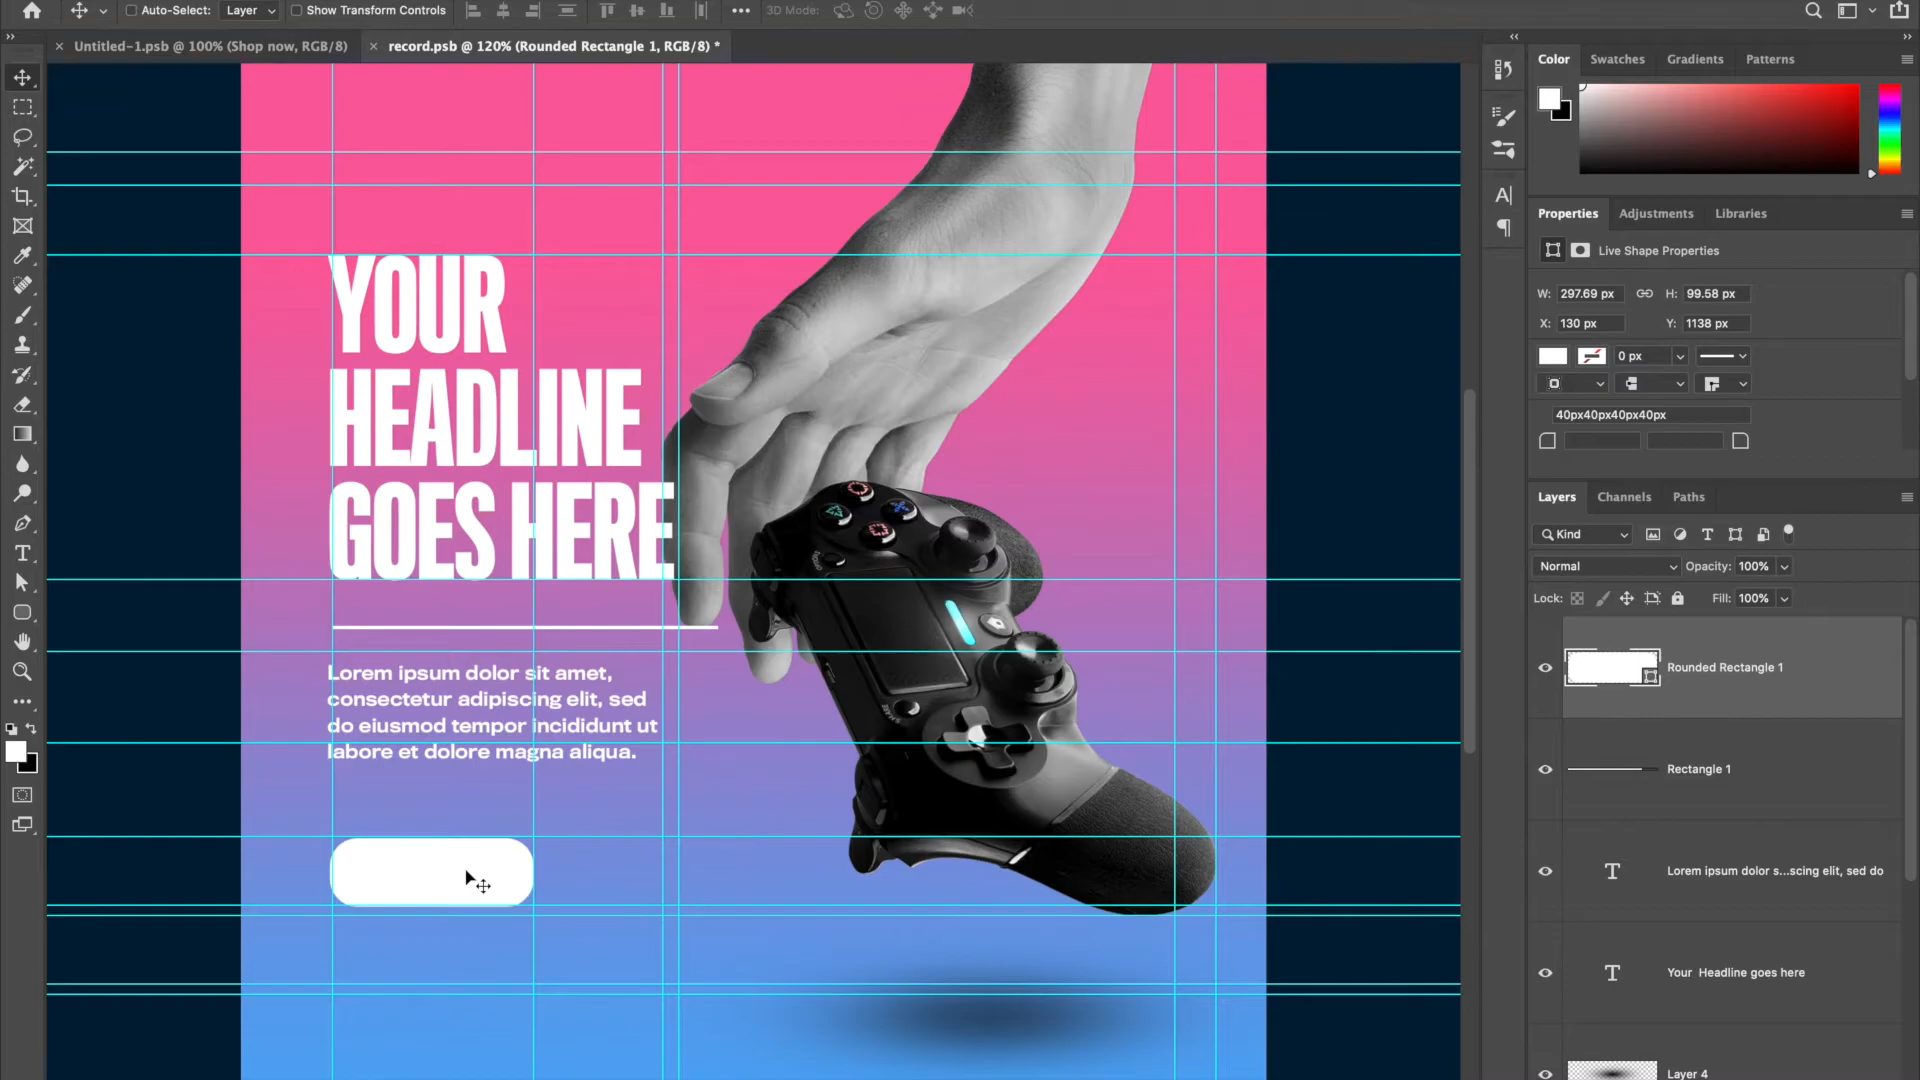 Auto-Select:
Layer
Show Transform Controls
3D Mode:
Untitled-1.psb @ 100% (Shop now, RGB/8)
record.psb @ 120% (Rounded Rectangle 1, RGB/8) *
YOUR
HEADLINE
GOES HERE
Lorem ipsum dolor sit amet,
consectetur adipiscing elit, sed
do eiusmod tempor incididunt ut
labore et dolore magna aliqua.
SHARE
Color
Swatches
Gradients
Patterns
Properties
Adjustments
Libraries
Live Shape Properties
W: 297.69 px
H: 99.58 px
X: 130 px
Y: 1138 px
0 px
40px40px40px40px
Layers
Channels
Paths
Kind
Normal
Opacity: 100%
Lock:
Fill: 100%
Rounded Rectangle 1
Rectangle 1
Lorem ipsum dolor s...scing elit, sed do
Your  Headline goes here
Layer 4